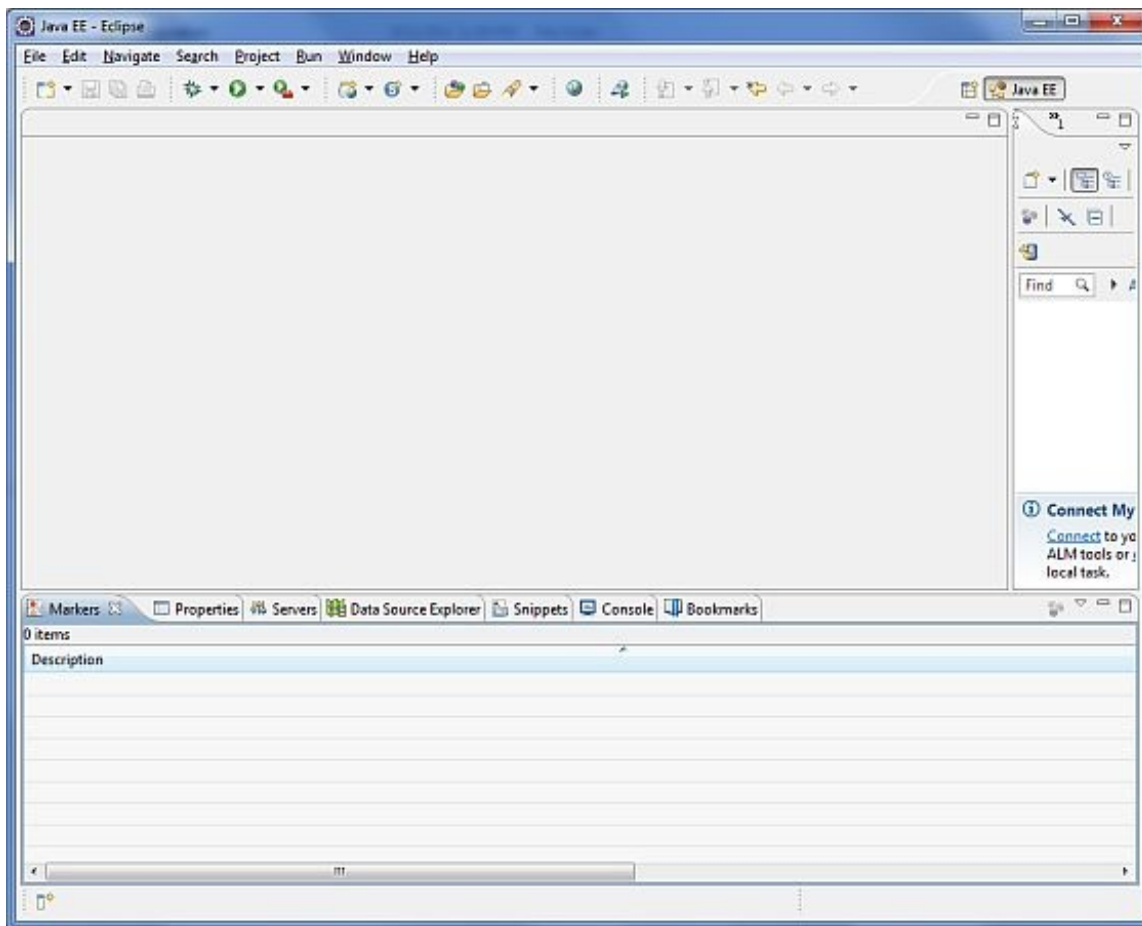 Java EE - Eclipse
File Edit Navigate Search Project Run Window Help
Java EE
»1
Find
Connect My
Connect to yo
ALM tools or
local task.
Markers Properties Servers Data Source Explorer Snippets Console Bookmarks
0 items
Description